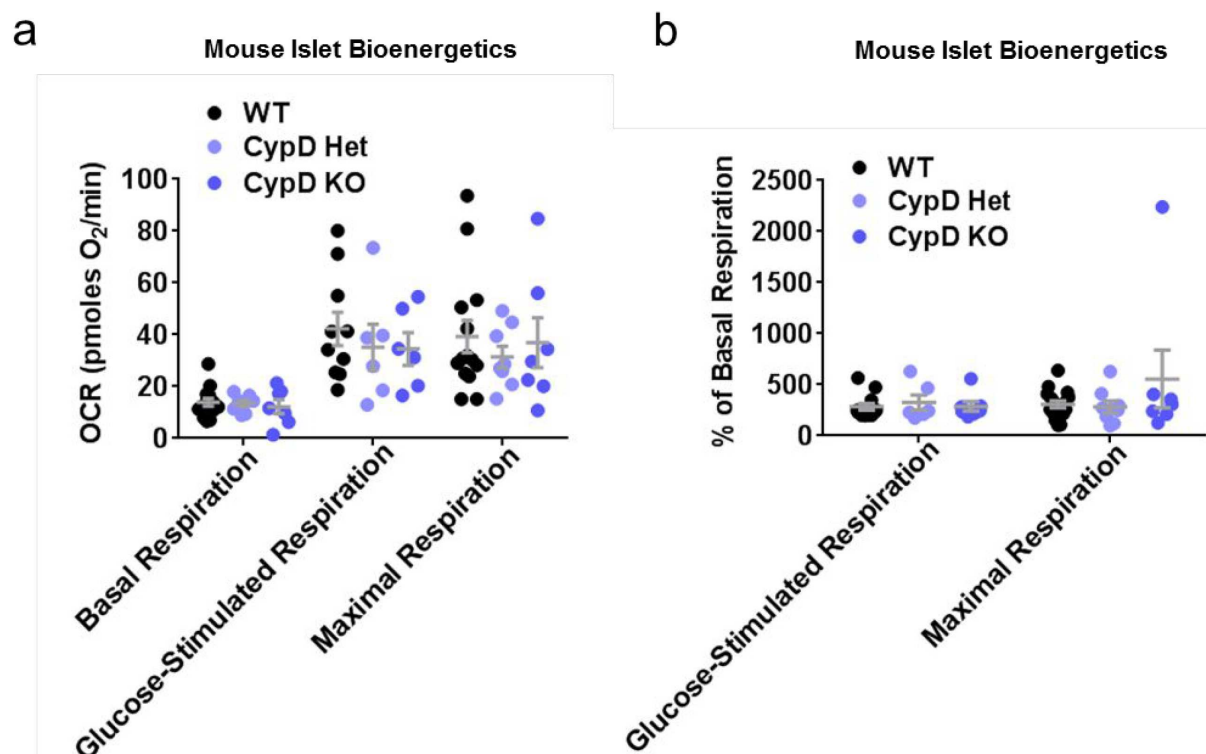 a
Mouse Islet Bioenergetics
WT
CypD Het
CypD KO
OCR (pmoles O₂/min)
100
80
60
40
20
0
Basal Respiration
Glucose-Stimulated Respiration
Maximal Respiration
b
Mouse Islet Bioenergetics
WT
CypD Het
CypD KO
% of Basal Respiration
2500
2000
1500
1000
500
0
Glucose-Stimulated Respiration
Maximal Respiration